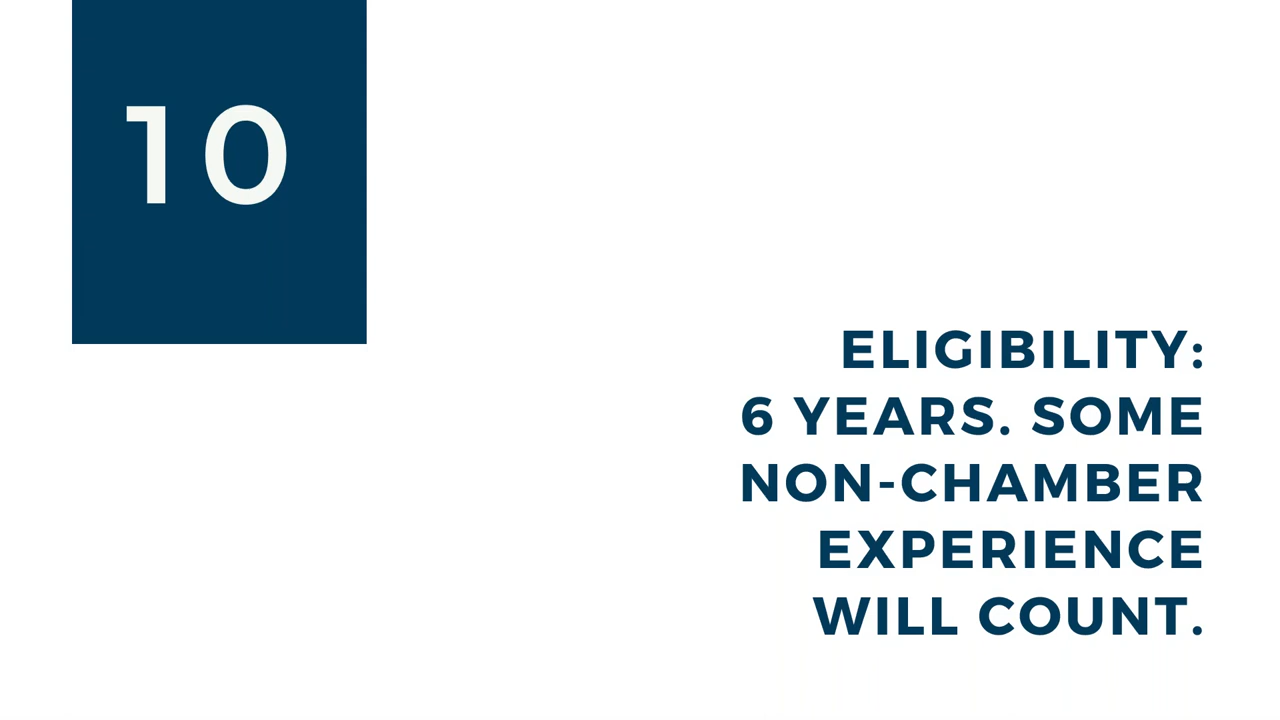 10
ELIGIBILITY:
6 YEARS. SOME
NON-CHAMBER
EXPERIENCE
WILL COUNT.